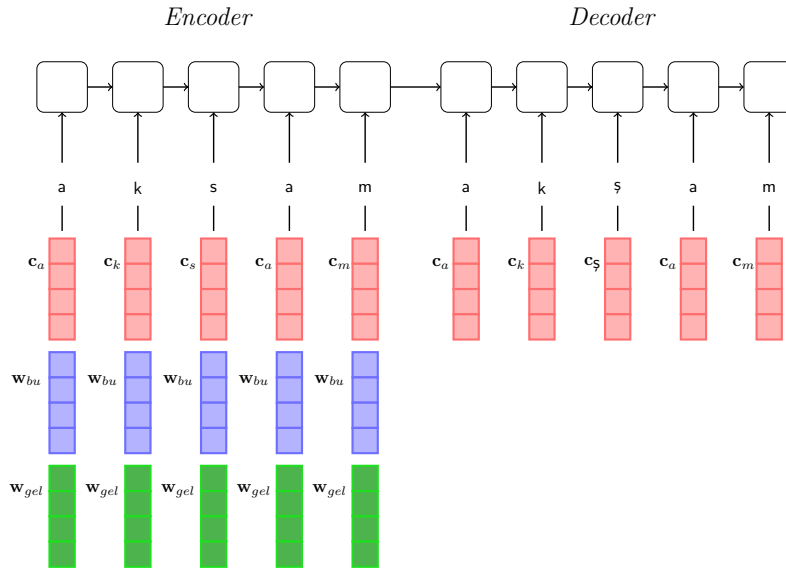 Encoder Decoder
a k s a m a k ş a m
c_a c_k c_s c_a c_m c_a c_k c_ş c_a c_m
w_bu w_bu w_bu w_bu w_bu
w_gel w_gel w_gel w_gel w_gel